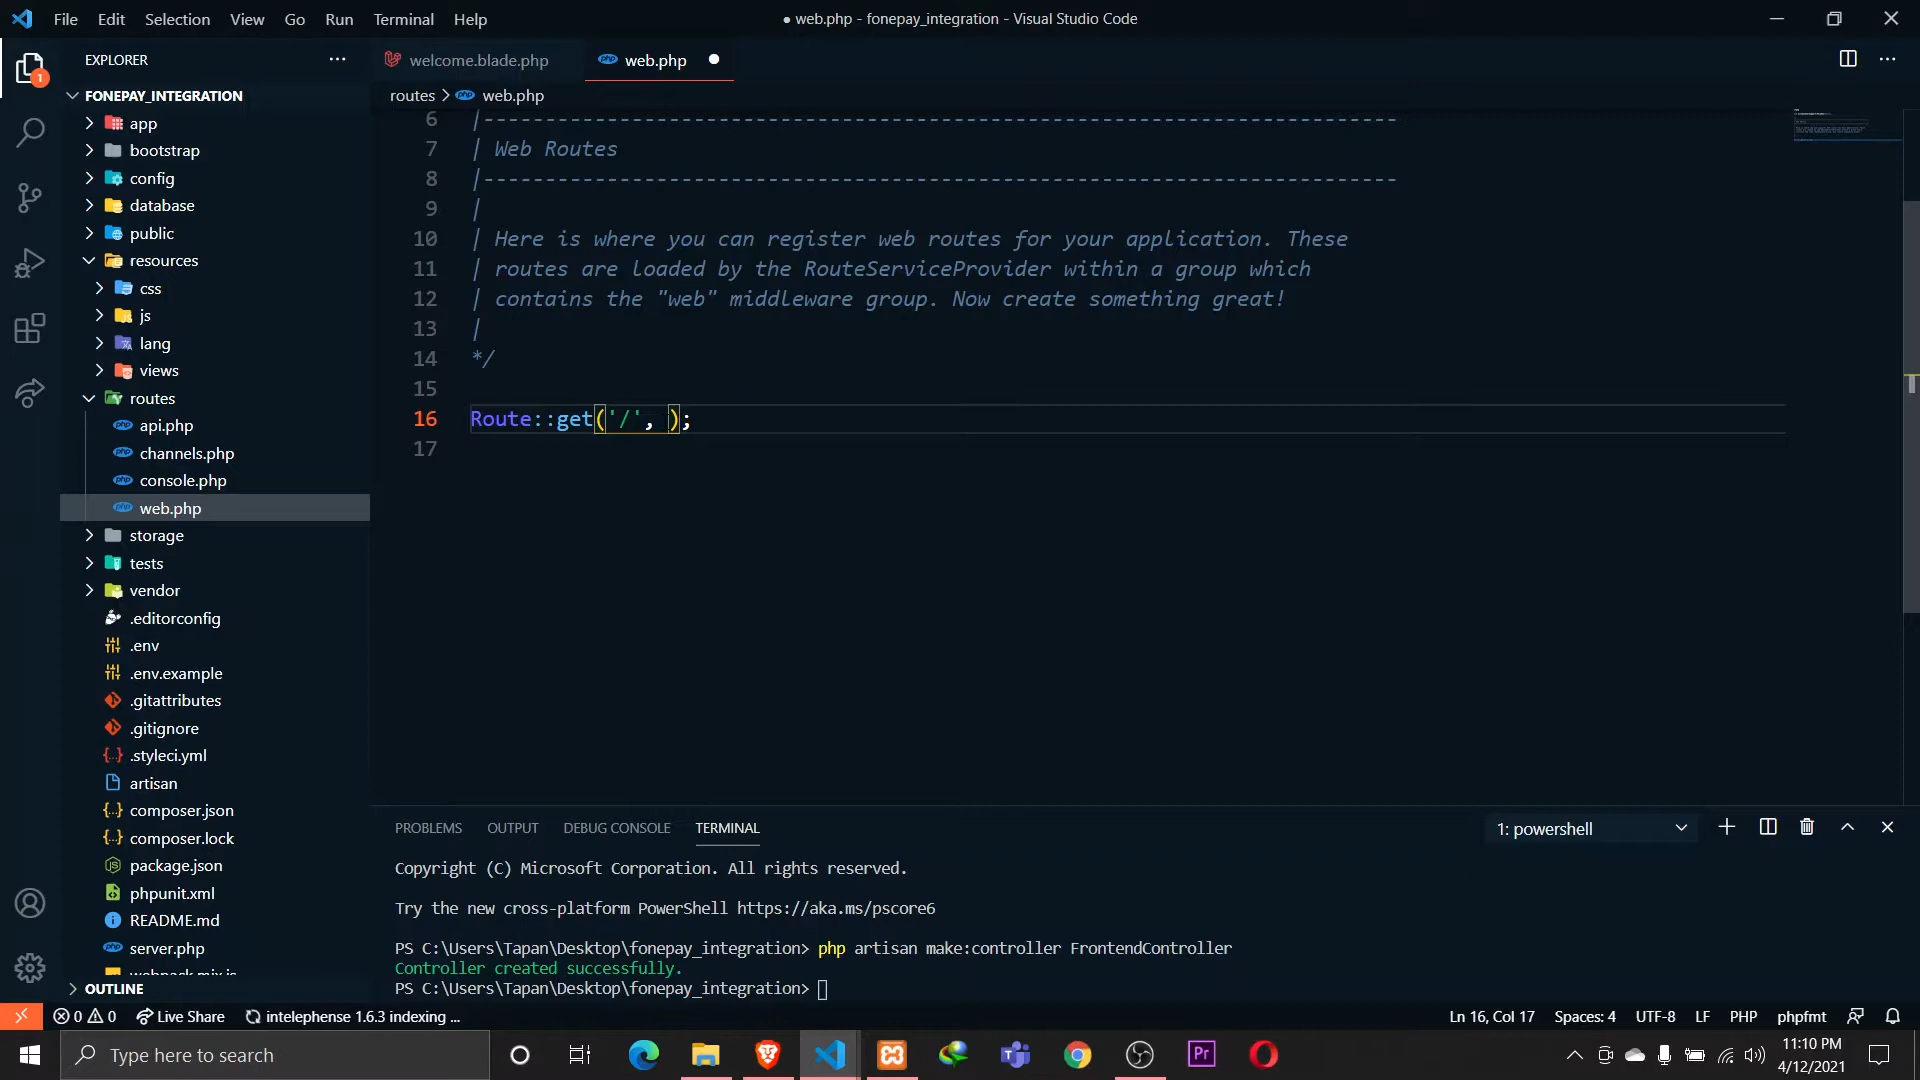 File Edit Selection View Go Run Terminal Help
● web.php - fonepay_integration - Visual Studio Code
EXPLORER
welcome.blade.php
web.php
1
FONEPAY_INTEGRATION
routes > web.php
app
bootstrap
config
database
public
resources
css
js
lang
views
routes
api.php
channels.php
console.php
web.php
storage
tests
vendor
.editorconfig
.env
.env.example
.gitattributes
.gitignore
.styleci.yml
artisan
composer.json
composer.lock
package.json
phpunit.xml
README.md
server.php
webpack.mix.js
OUTLINE
6 |--------------------------------------------------------------------------
7 | Web Routes
8 |--------------------------------------------------------------------------
9 |
10 | Here is where you can register web routes for your application. These
11 | routes are loaded by the RouteServiceProvider within a group which
12 | contains the "web" middleware group. Now create something great!
13 |
14 */
15
16 Route::get('/', );
17
PROBLEMS OUTPUT DEBUG CONSOLE TERMINAL
1: powershell
Copyright (C) Microsoft Corporation. All rights reserved.
Try the new cross-platform PowerShell https://aka.ms/pscore6
PS C:\Users\Tapan\Desktop\fonepay_integration> php artisan make:controller FrontendController
Controller created successfully.
PS C:\Users\Tapan\Desktop\fonepay_integration>
0 0 Live Share intelephense 1.6.3 indexing ...
Ln 16, Col 17 Spaces: 4 UTF-8 LF PHP phpfmt
Type here to search
Pr
11:10 PM
4/12/2021